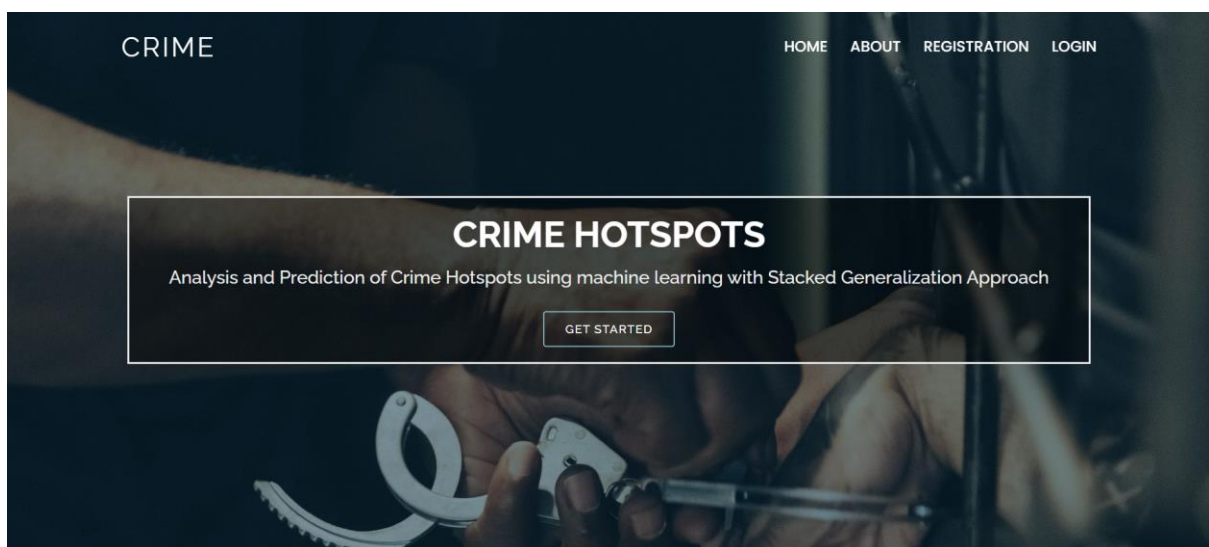 CRIME
HOME ABOUT REGISTRATION LOGIN
CRIME HOTSPOTS
Analysis and Prediction of Crime Hotspots using machine learning with Stacked Generalization Approach
GET STARTED